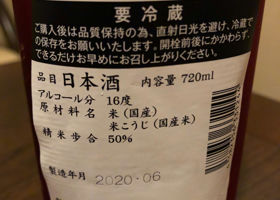 要冷蔵
ご購入後は品質保持の為、直射日光を避け、冷蔵で
の保存をお願いいたします。開栓前後にかかわらず、
できるだけお早めにお召し上がりください。
品目 日本酒 内容量 720ml
アルコール分 16度
原材料名 米(国産)
米こうじ(国産米)
精米歩合 50%
製造年月 2020.06